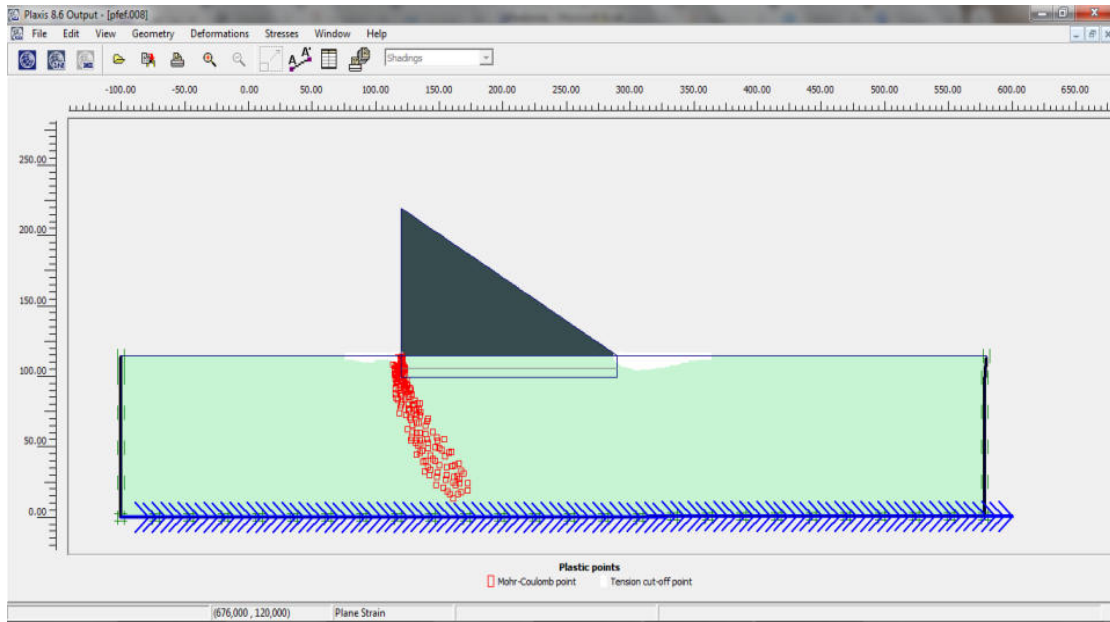 Plaxis 8.6 Output - [pfef.008]
File Edit View Geometry Deformations Stresses Window Help
Shadings
-100.00 -50.00 0.00 50.00 100.00 150.00 200.00 250.00 300.00 350.00 400.00 450.00 500.00 550.00 600.00 650.00
250.00
200.00
150.00
100.00
50.00
0.00
Plastic points
Mohr-Coulomb point Tension cut-off point
(676,000 , 120,000) Plane Strain